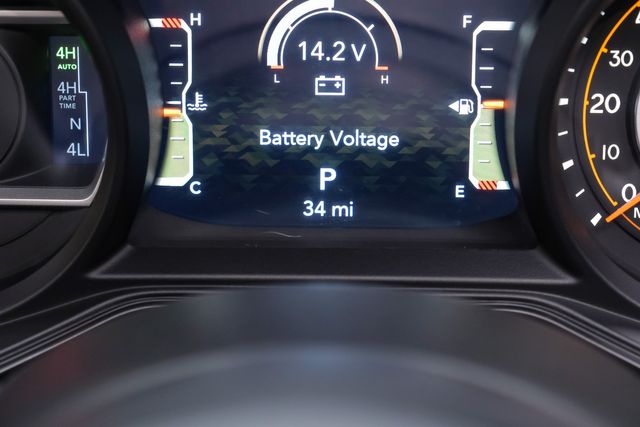 4H
AUTO
4H
PART
TIME
N
4L
H
C
14.2 V
L H
Battery Voltage
P
34 mi
F
E
30
20
10
0